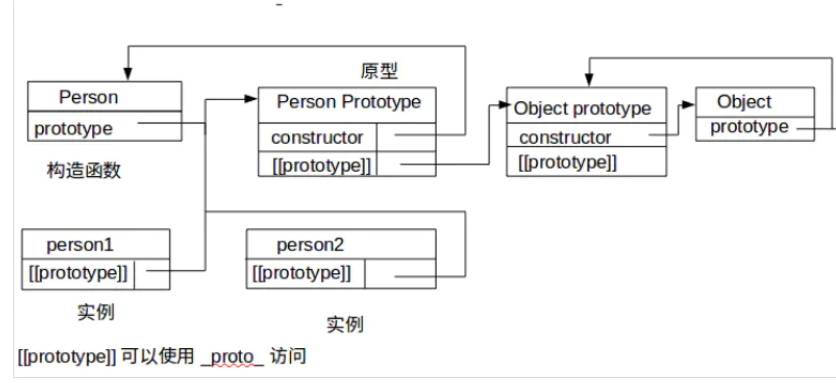 原型
Person
Person Prototype
Object prototype
Object
prototype
constructor
constructor
prototype
[[prototype]]
[[prototype]]
构造函数
person1
person2
[[prototype]]
[[prototype]]
实例
实例
[[prototype]] 可以使用 _proto_ 访问